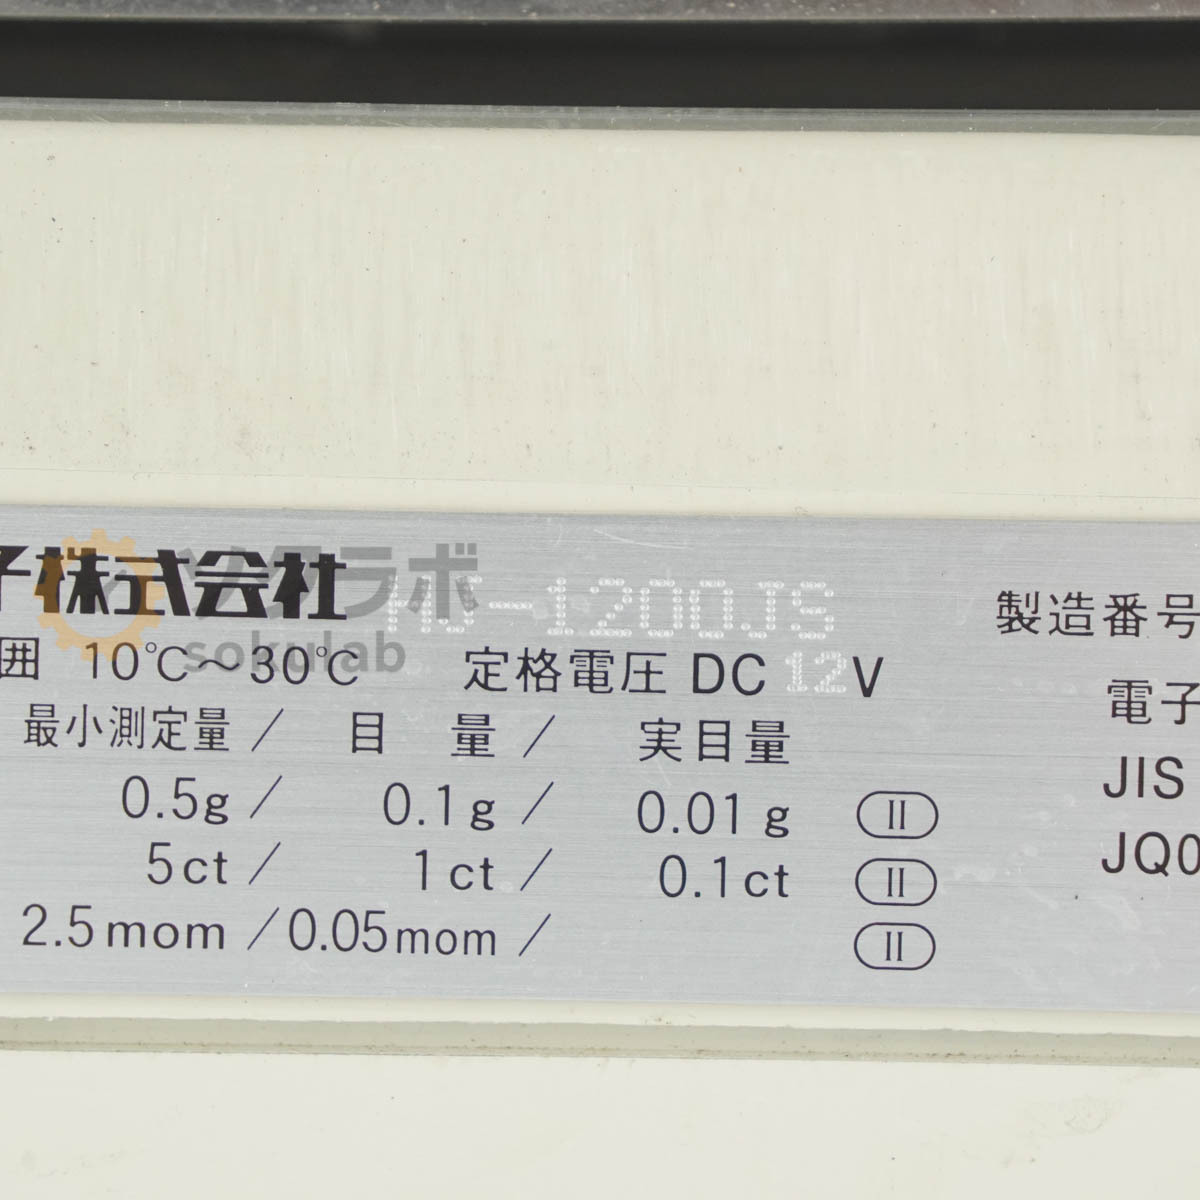 子株式会社 -1200JS 製造番号
ソクラボ
sokulab
囲 10℃〜30℃ 定格電圧 DC 12V 電子
最小測定量 / 目 量 / 実目量
JIS
0.5g / 0.1g / 0.01g II
JQ0
5ct / 1ct / 0.1ct II
2.5mom / 0.05mom / II